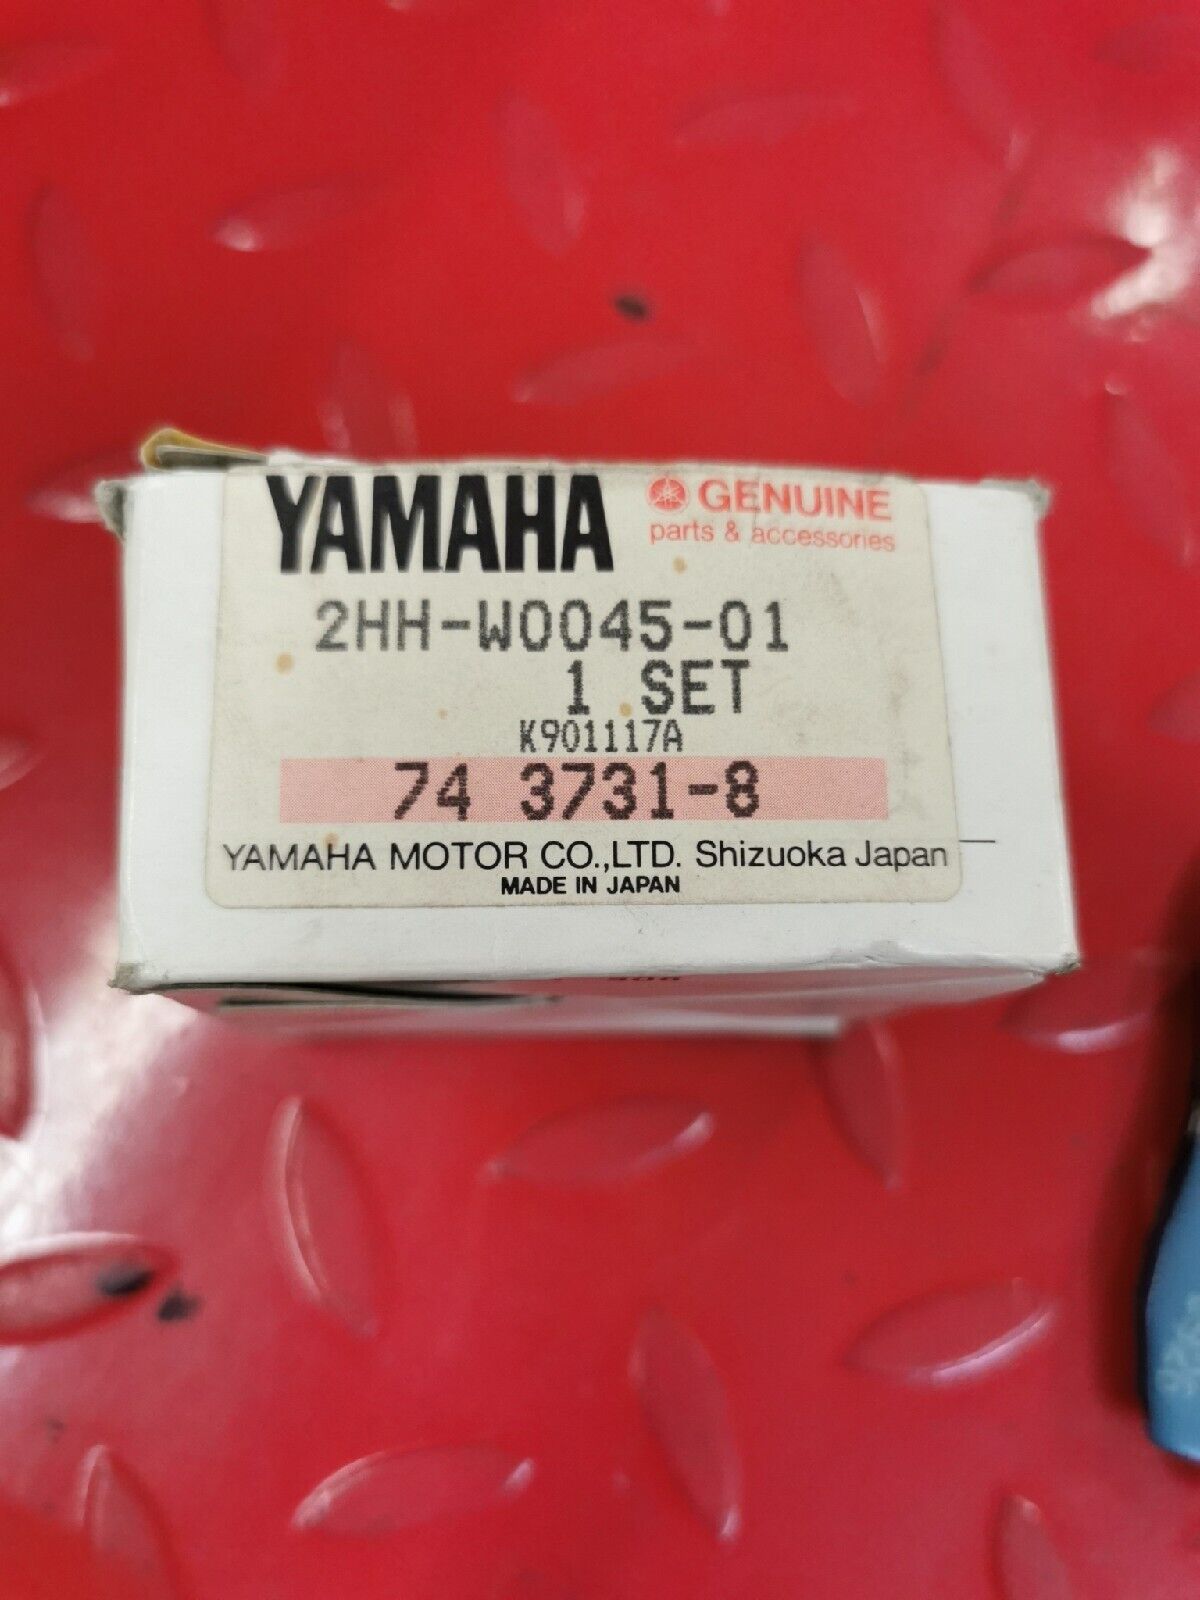 YAMAHA GENUINE
parts & accessories
2HH-W0045-01
1 SET
K901117A
74 3731-8
YAMAHA MOTOR CO.,LTD. Shizuoka Japan
MADE IN JAPAN